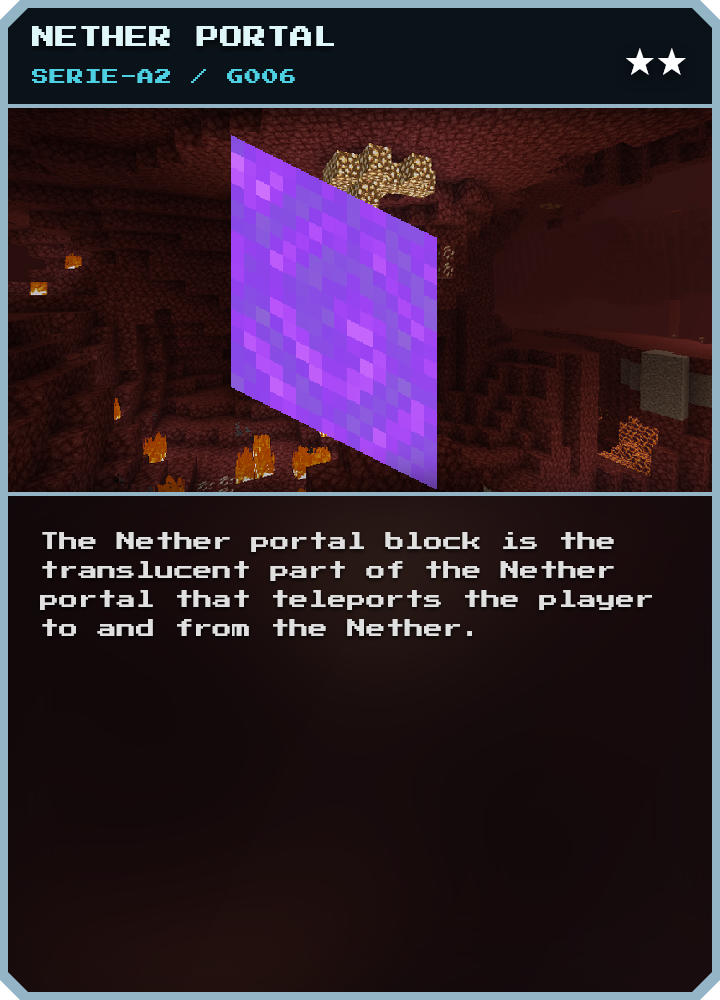 NETHER PORTAL
SERIE-A2 / G006
★★
The Nether portal block is the
translucent part of the Nether
portal that teleports the player
to and from the Nether.